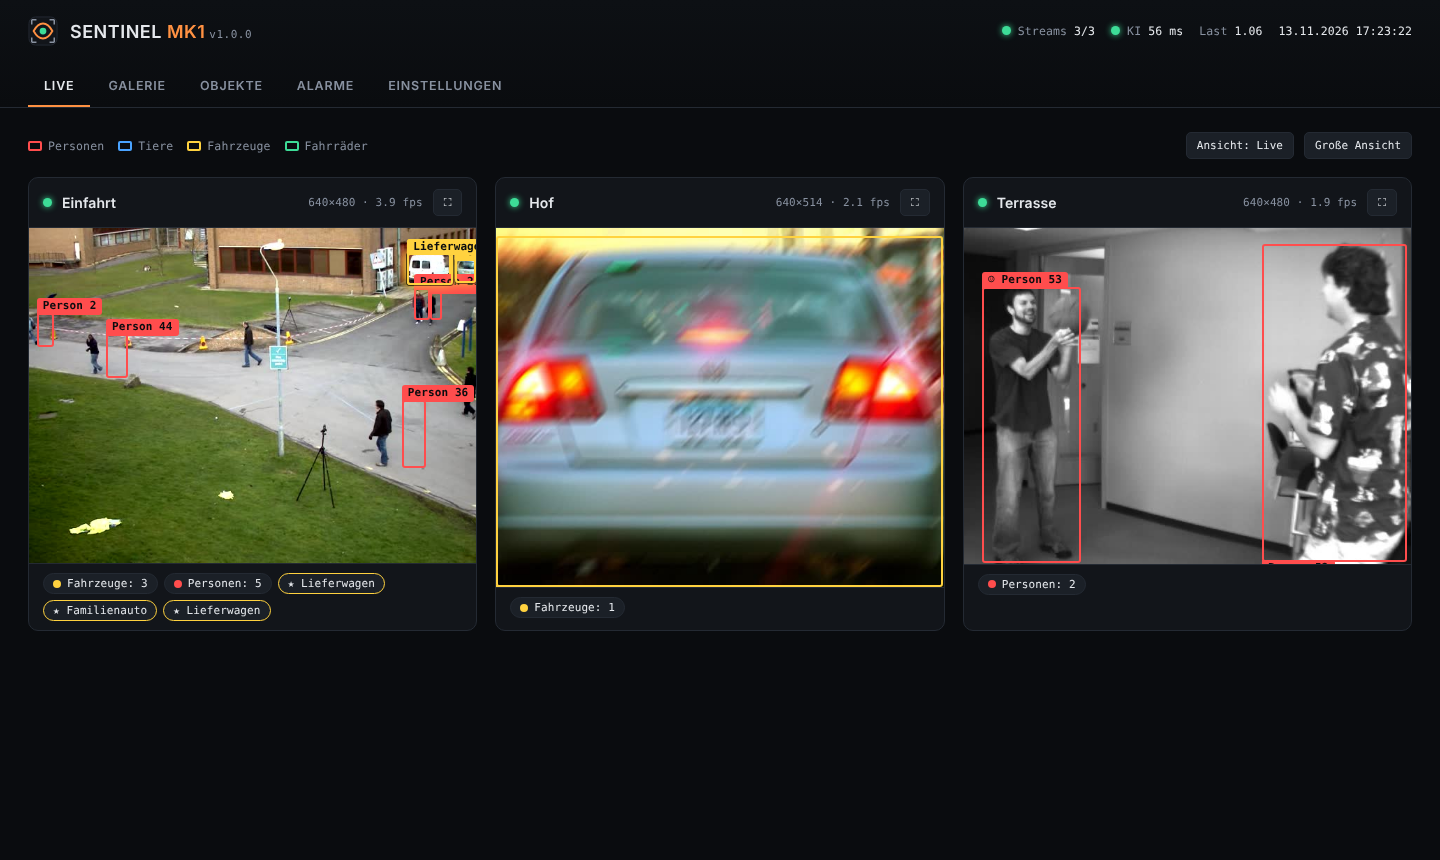 SENTINEL MK1 v1.0.0
Streams 3/3 KI 56 ms Last 1.06 13.11.2026 17:23:22
LIVE GALERIE OBJEKTE ALARME EINSTELLUNGEN
Personen Tiere Fahrzeuge Fahrräder
Ansicht: Live Große Ansicht
Einfahrt 640×480 · 3.9 fps
Lieferwage
Person 2
Person 44
Person 36
Fahrzeuge: 3 Personen: 5 ★ Lieferwagen
★ Familienauto ★ Lieferwagen
Hof 640×514 · 2.1 fps
Fahrzeuge: 1
Terrasse 640×480 · 1.9 fps
☺ Person 53
Personen: 2